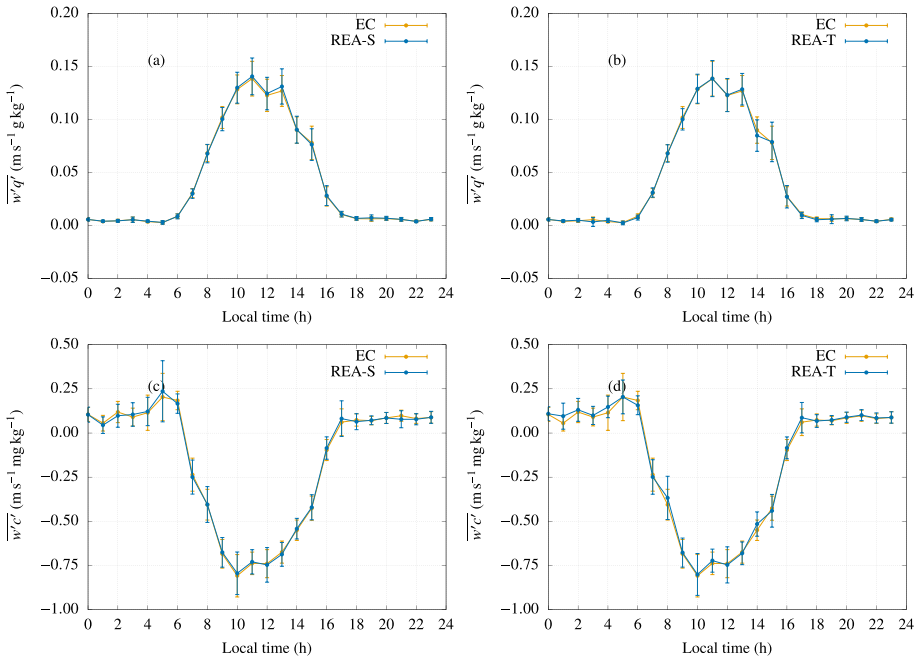 0.20
0.15
0.10
0.05
0.00
−0.05
w′q′ (m s⁻¹ g kg⁻¹)
(a)
EC
REA-S
0 2 4 6 8 10 12 14 16 18 20 22 24
Local time (h)
0.20
0.15
0.10
0.05
0.00
−0.05
w′q′ (m s⁻¹ g kg⁻¹)
(b)
EC
REA-T
0 2 4 6 8 10 12 14 16 18 20 22 24
Local time (h)
0.50
0.25
0.00
−0.25
−0.50
−0.75
−1.00
w′c′ (m s⁻¹ mg kg⁻¹)
(c)
EC
REA-S
0 2 4 6 8 10 12 14 16 18 20 22 24
Local time (h)
0.50
0.25
0.00
−0.25
−0.50
−0.75
−1.00
w′c′ (m s⁻¹ mg kg⁻¹)
(d)
EC
REA-T
0 2 4 6 8 10 12 14 16 18 20 22 24
Local time (h)